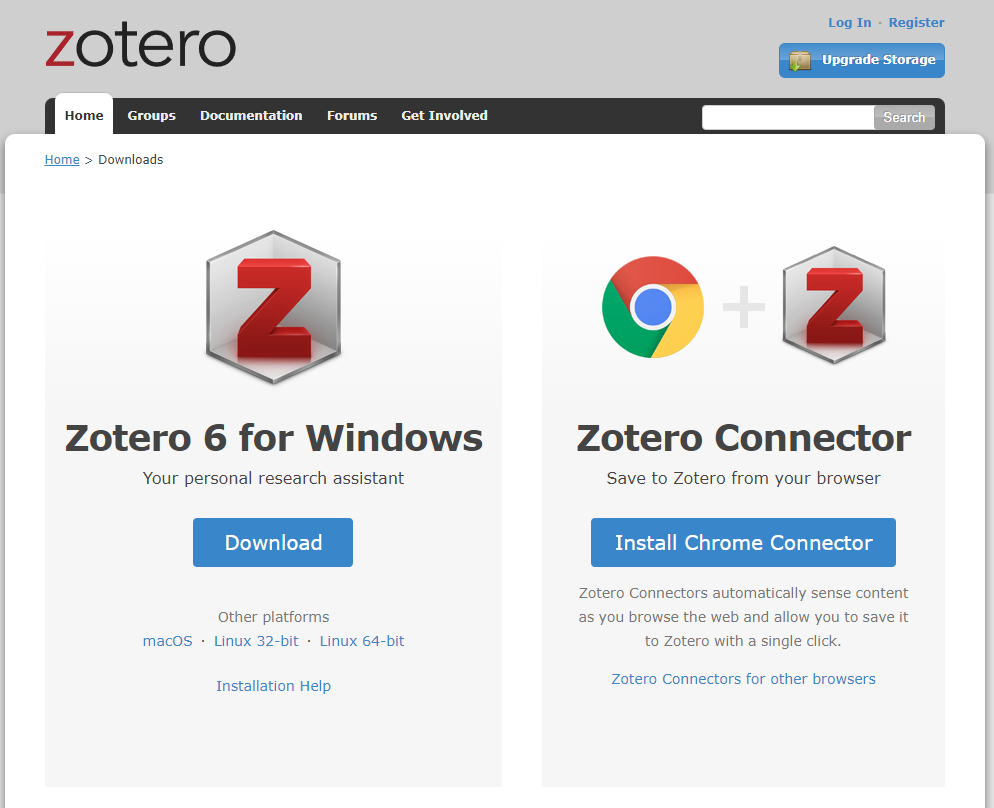 zotero
Log In · Register
Upgrade Storage
Home Groups Documentation Forums Get Involved Search
Home > Downloads
Z
Z
Zotero 6 for Windows
Your personal research assistant
Download
Other platforms
macOS · Linux 32-bit · Linux 64-bit
Installation Help
Zotero Connector
Save to Zotero from your browser
Install Chrome Connector
Zotero Connectors automatically sense content
as you browse the web and allow you to save it
to Zotero with a single click.
Zotero Connectors for other browsers